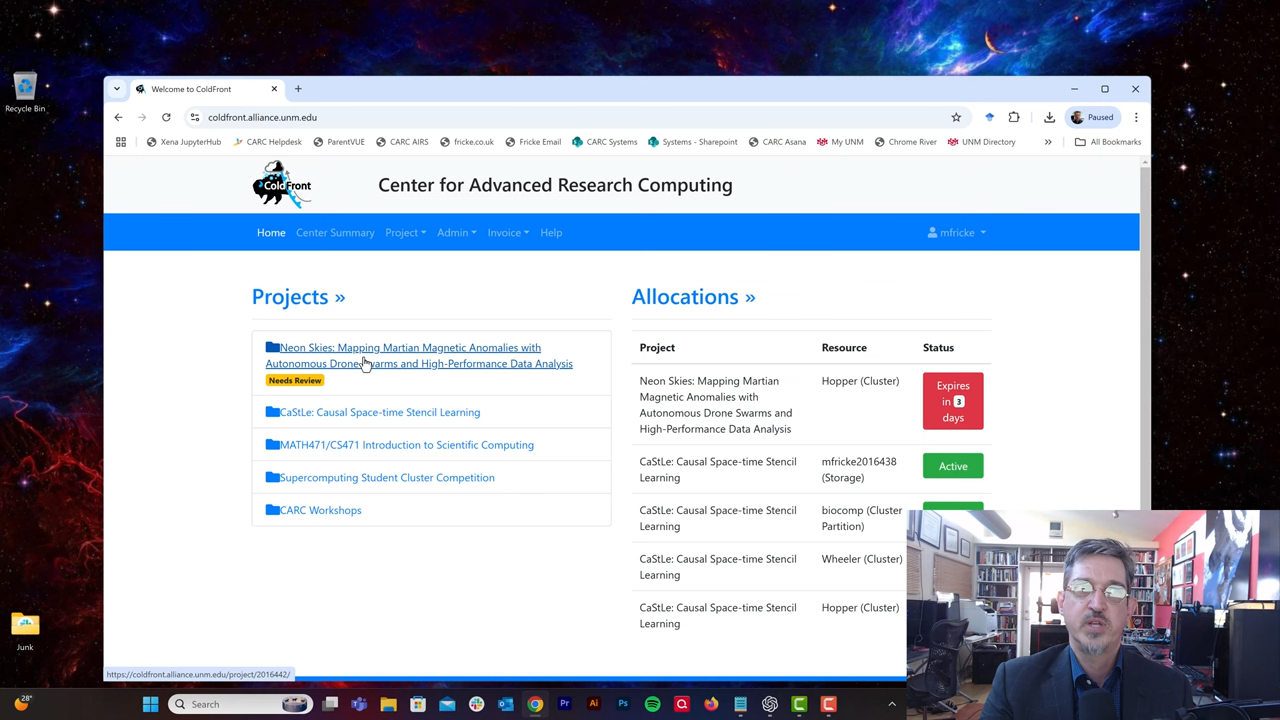 Recycle Bin
Welcome to ColdFront
coldfront.alliance.unm.edu
Paused
Xena JupyterHub
CARC Helpdesk
ParentVUE
CARC AIRS
fricke.co.uk
Fricke Email
CARC Systems
Systems - Sharepoint
CARC Asana
My UNM
Chrome River
UNM Directory
»
All Bookmarks
ColdFront
Center for Advanced Research Computing
Home
Center Summary
Project
Admin
Invoice
Help
mfricke
Projects »
Neon Skies: Mapping Martian Magnetic Anomalies with
Autonomous Drone Swarms and High-Performance Data Analysis
Needs Review
CaStLe: Causal Space-time Stencil Learning
MATH471/CS471 Introduction to Scientific Computing
Supercomputing Student Cluster Competition
CARC Workshops
Allocations »
Project Resource Status
Neon Skies: Mapping Martian
Magnetic Anomalies with
Autonomous Drone Swarms and
High-Performance Data Analysis
Hopper (Cluster)
Expires
in 3
days
CaStLe: Causal Space-time Stencil
Learning
mfricke2016438
(Storage)
Active
CaStLe: Causal Space-time Stencil
Learning
biocomp (Cluster
Partition)
CaStLe: Causal Space-time Stencil
Learning
Wheeler (Cluster)
CaStLe: Causal Space-time Stencil
Learning
Hopper (Cluster)
Junk
https://coldfront.alliance.unm.edu/project/2016442/
28°
Search
Pr
Ai
Ps